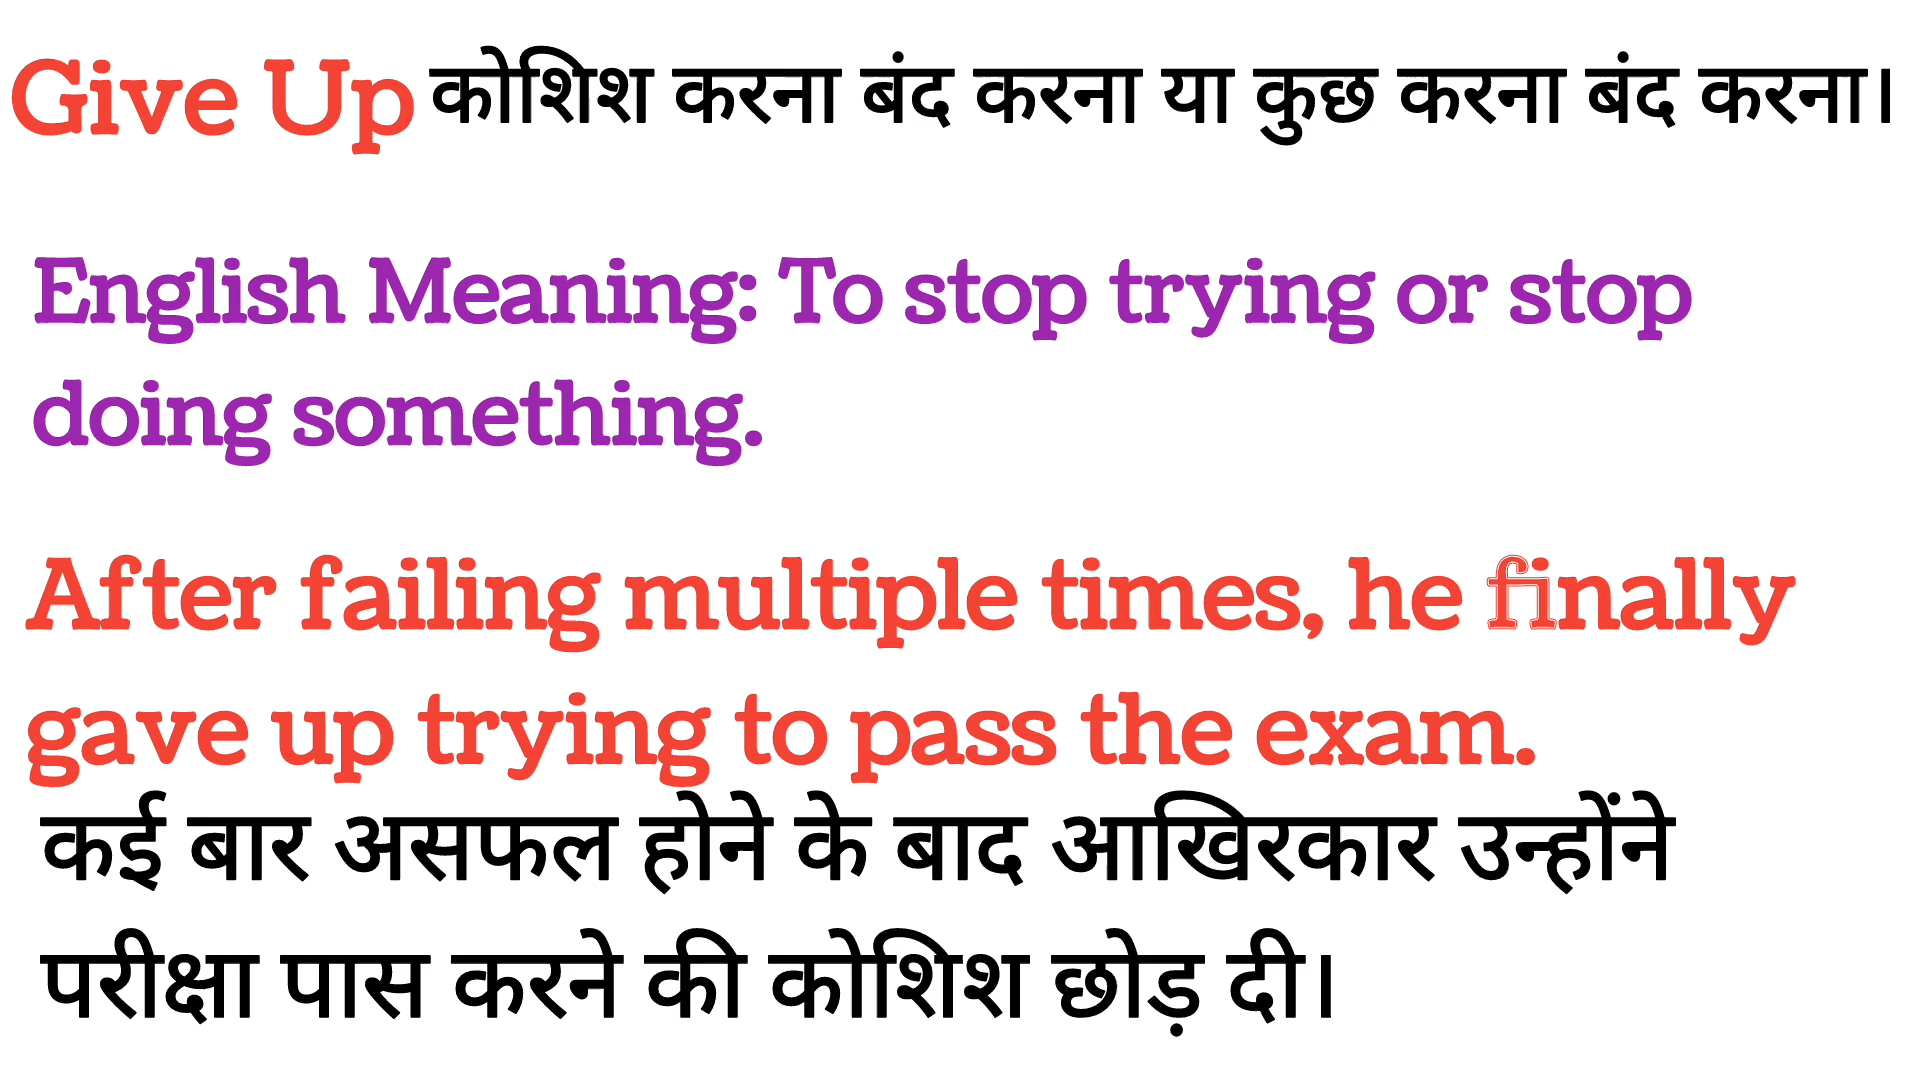 Give Up कोशिश करना बंद करना या कुछ करना बंद करना।
English Meaning: To stop trying or stop
doing something.
After failing multiple times, he finally
gave up trying to pass the exam.
कई बार असफल होने के बाद आखिरकार उन्होंने
परीक्षा पास करने की कोशिश छोड़ दी।